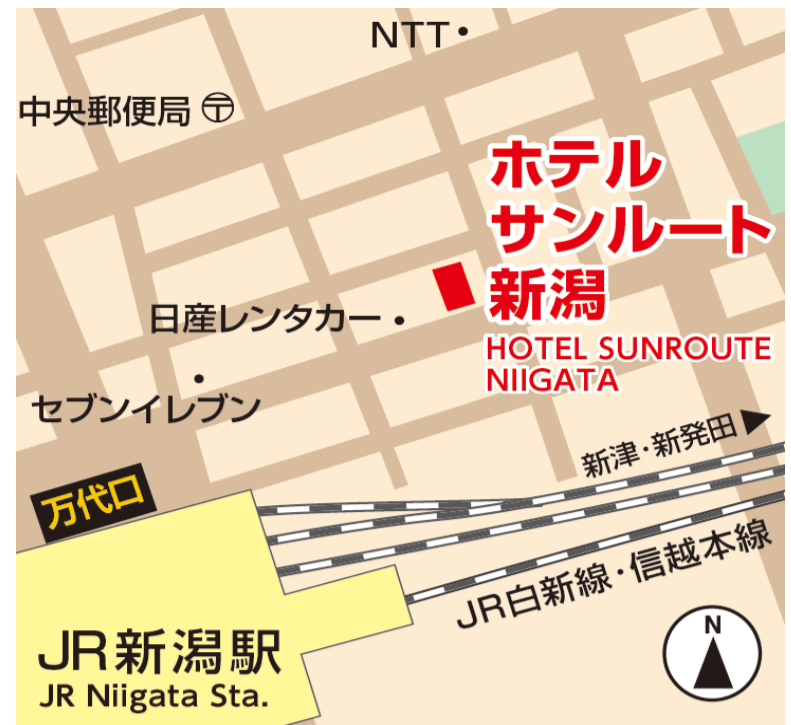 NTT
中央郵便局 〶
ホテル
サンルート
新潟
HOTEL SUNROUTE
NIIGATA
日産レンタカー
セブンイレブン
新津・新発田
万代口
JR白新線・信越本線
JR新潟駅
JR Niigata Sta.
N